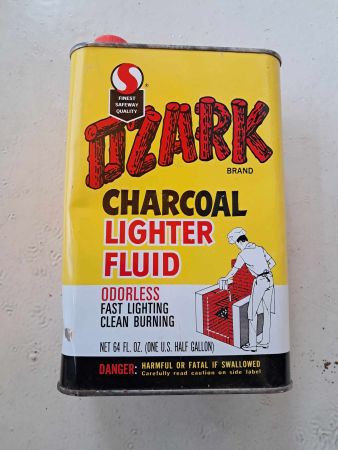 FINEST
SAFEWAY
QUALITY
®
OZARK
BRAND
CHARCOAL
LIGHTER
FLUID
ODORLESS
FAST LIGHTING
CLEAN BURNING
NET 64 FL. OZ. (ONE U.S. HALF GALLON)
DANGER: HARMFUL OR FATAL IF SWALLOWED
Carefully read caution on side label